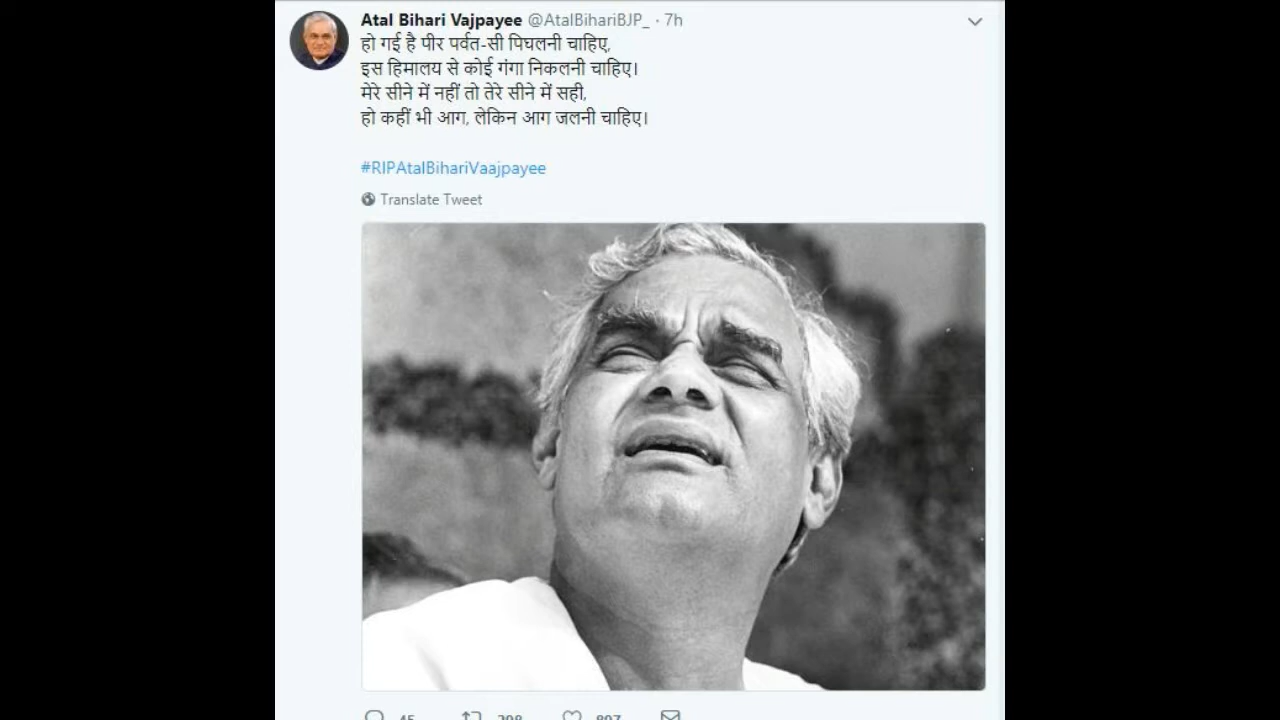 Atal Bihari Vajpayee @AtalBihariBJP_ · 7h
हो गई है पीर पर्वत-सी पिघलनी चाहिए,
इस हिमालय से कोई गंगा निकलनी चाहिए।
मेरे सीने में नहीं तो तेरे सीने में सही,
हो कहीं भी आग, लेकिन आग जलनी चाहिए।
#RIPAtalBihariVaajpayee
Translate Tweet